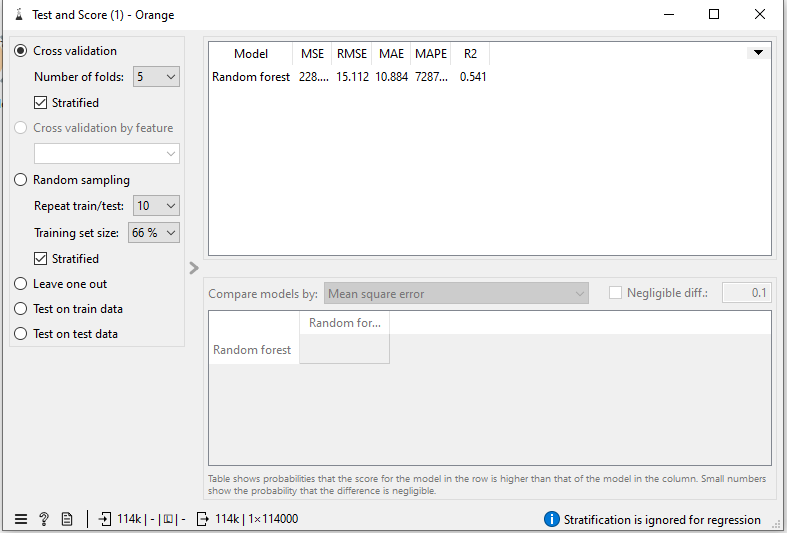 Test and Score (1) - Orange
Cross validation
Number of folds: 5
Stratified
Cross validation by feature
Random sampling
Repeat train/test: 10
Training set size: 66 %
Stratified
Leave one out
Test on train data
Test on test data
Model MSE RMSE MAE MAPE R2
Random forest 228.... 15.112 10.884 7287... 0.541
Compare models by: Mean square error Negligible diff.: 0.1
Random for...
Random forest
Table shows probabilities that the score for the model in the row is higher than that of the model in the column. Small numbers
show the probability that the difference is negligible.
114k | - | - 114k | 1×114000 Stratification is ignored for regression